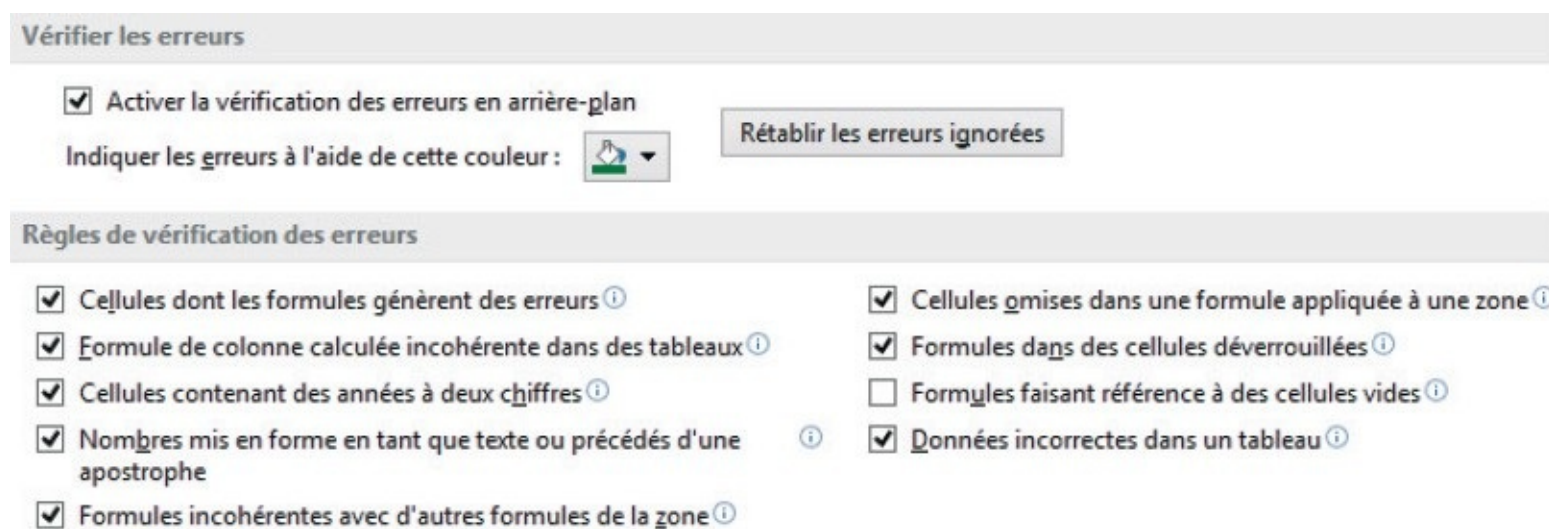 Vérifier les erreurs
Activer la vérification des erreurs en arrière-plan
Indiquer les erreurs à l'aide de cette couleur :
Rétablir les erreurs ignorées
Règles de vérification des erreurs
Cellules dont les formules génèrent des erreurs
Formule de colonne calculée incohérente dans des tableaux
Cellules contenant des années à deux chiffres
Nombres mis en forme en tant que texte ou précédés d'une
apostrophe
Formules incohérentes avec d'autres formules de la zone
Cellules omises dans une formule appliquée à une zone
Formules dans des cellules déverrouillées
Formules faisant référence à des cellules vides
Données incorrectes dans un tableau